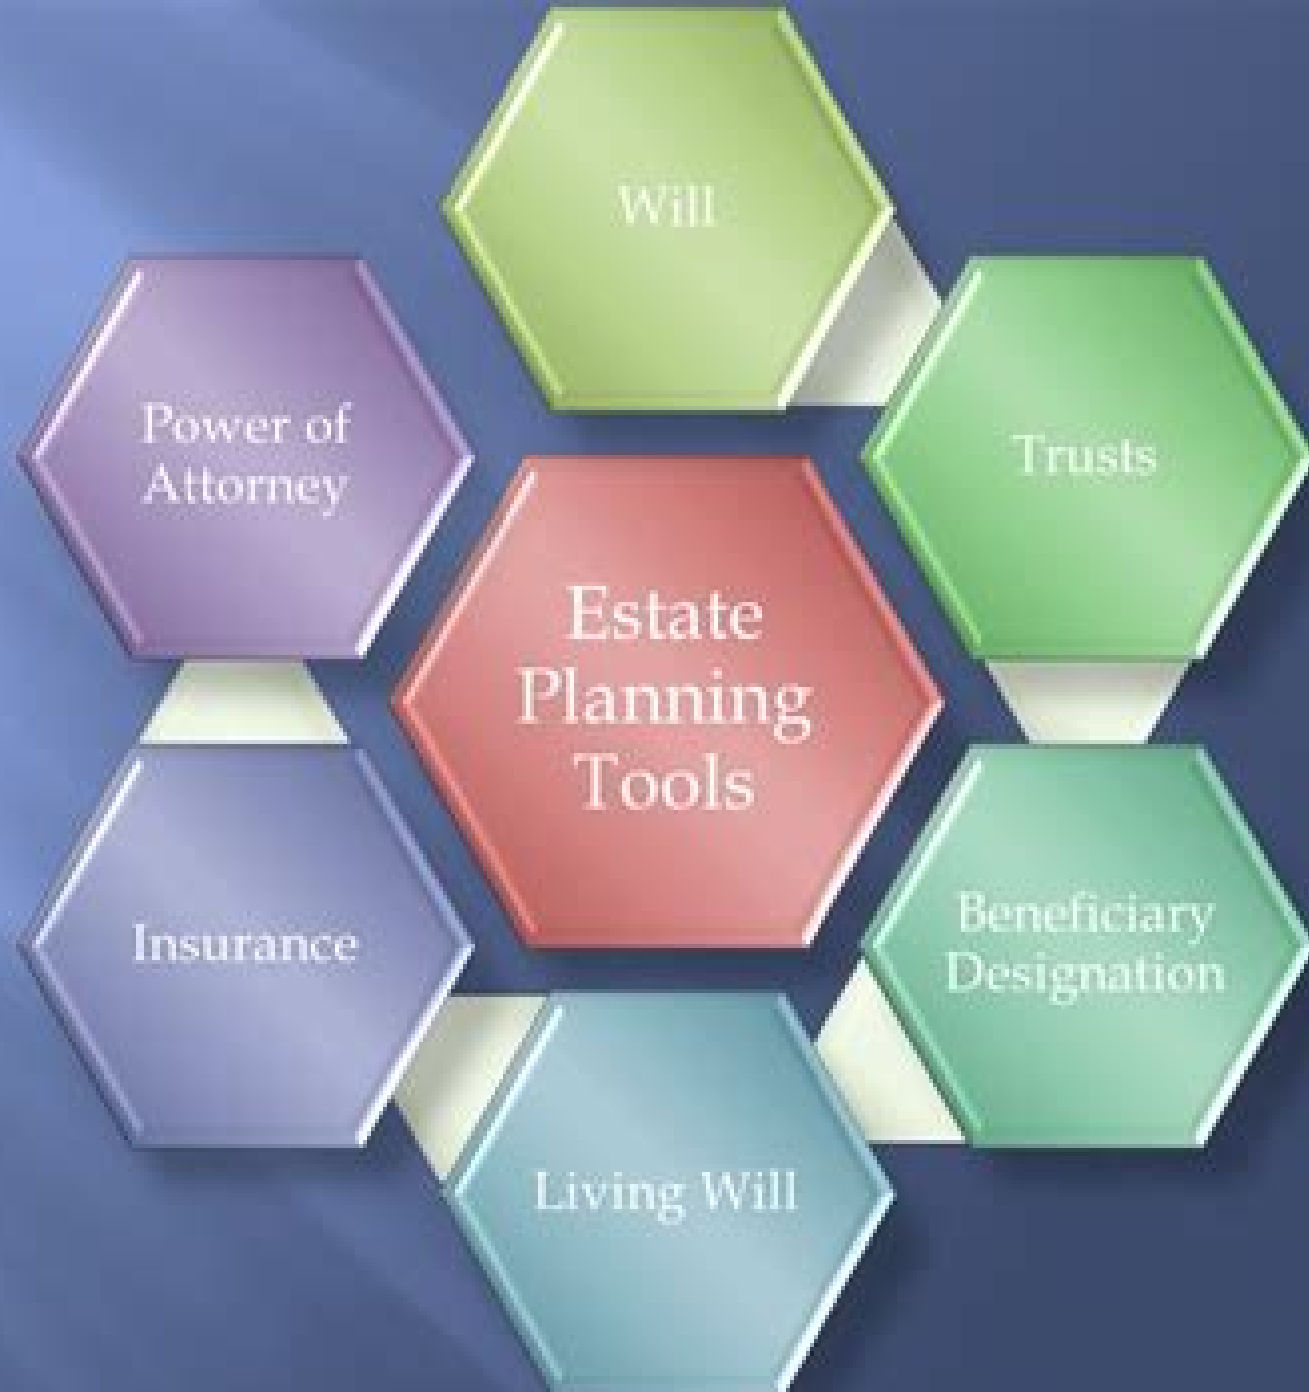 Will
Trusts
Power of
Attorney
Estate
Planning
Tools
Beneficiary
Designation
Insurance
Living Will